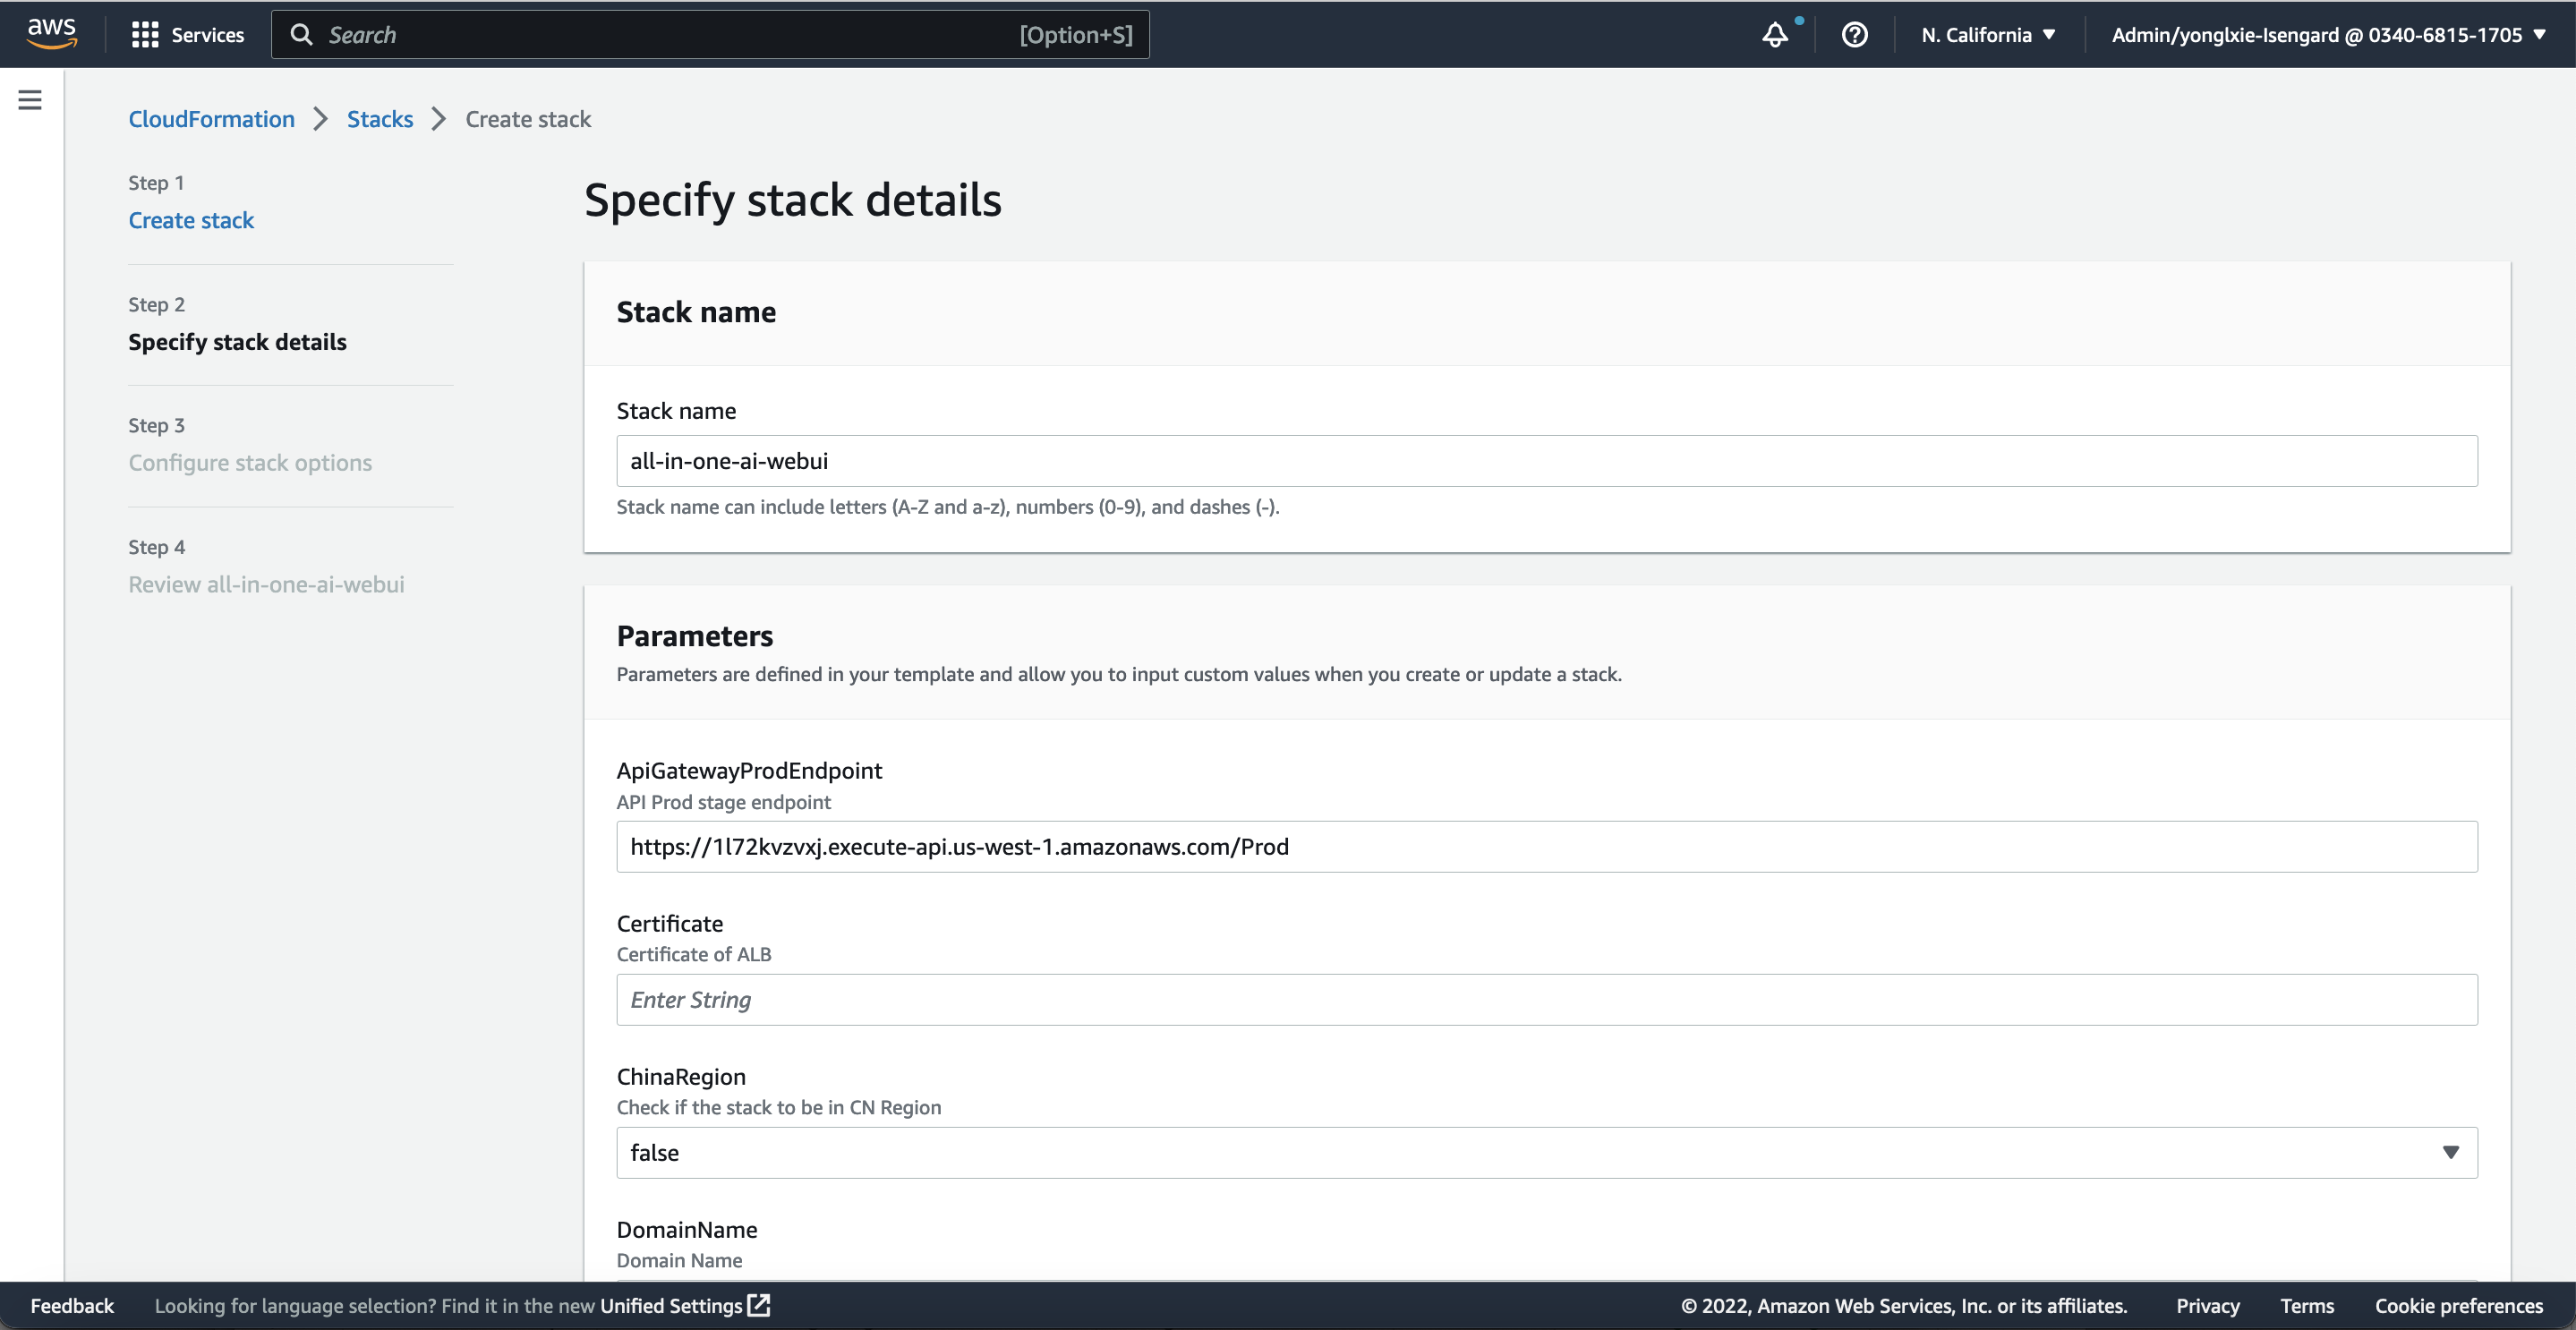 aws
Services
Search
[Option+S]
N. California
Admin/yonglxie-Isengard @ 0340-6815-1705
CloudFormation
Stacks
Create stack
Step 1
Create stack
Step 2
Specify stack details
Step 3
Configure stack options
Step 4
Review all-in-one-ai-webui
Specify stack details
Stack name
Stack name
all-in-one-ai-webui
Stack name can include letters (A-Z and a-z), numbers (0-9), and dashes (-).
Parameters
Parameters are defined in your template and allow you to input custom values when you create or update a stack.
ApiGatewayProdEndpoint
API Prod stage endpoint
https://1l72kvzvxj.execute-api.us-west-1.amazonaws.com/Prod
Certificate
Certificate of ALB
Enter String
ChinaRegion
Check if the stack to be in CN Region
false
DomainName
Domain Name
Feedback
Looking for language selection? Find it in the new Unified Settings
© 2022, Amazon Web Services, Inc. or its affiliates.
Privacy
Terms
Cookie preferences